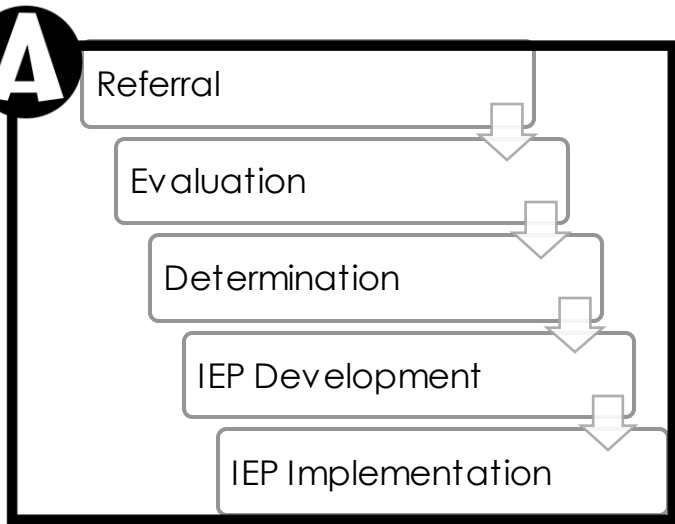 A
Referral
Evaluation
Determination
IEP Development
IEP Implementation